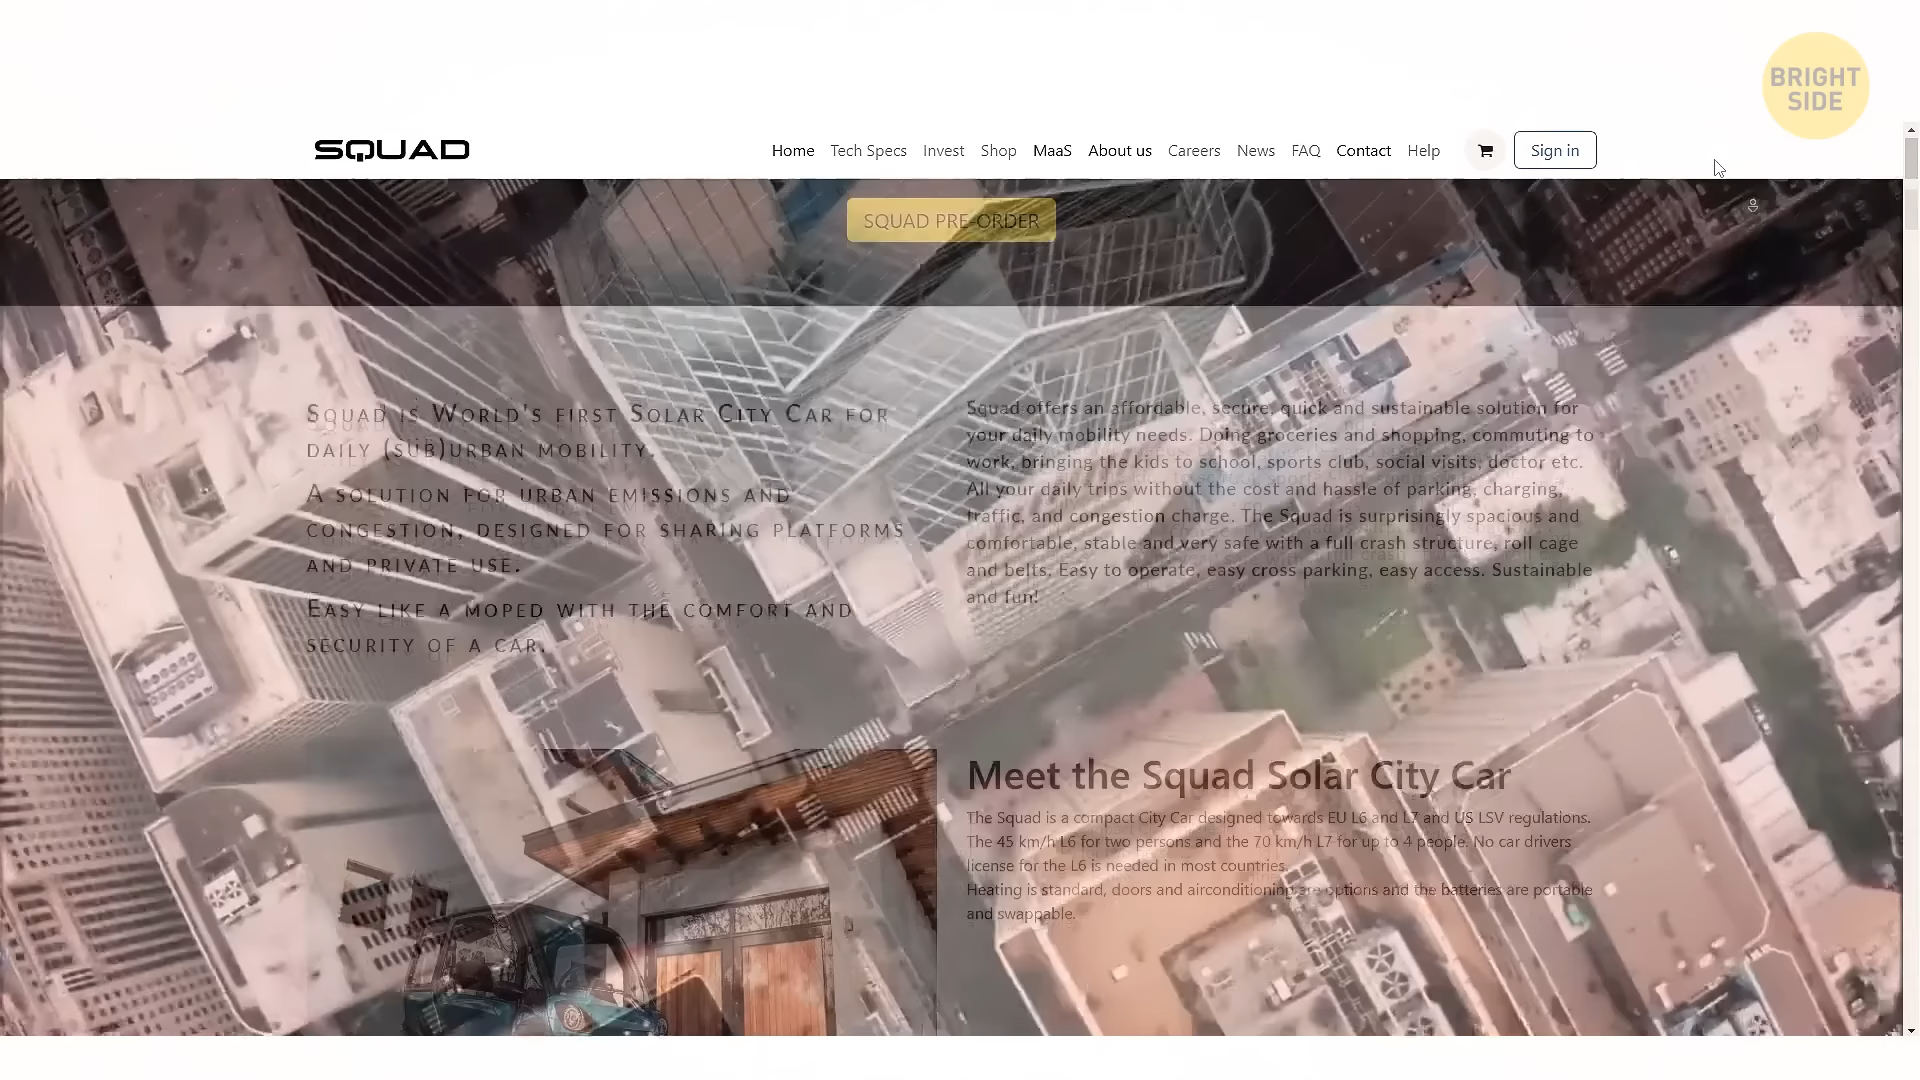 BRIGHT
SIDE
SQUAD
Home Tech Specs Invest Shop MaaS About us Careers News FAQ Contact Help Sign in
SQUAD PRE-ORDER
Squad is World's first Solar City Car for
daily (sub)urban mobility.
A solution for urban emissions and
congestion, designed for sharing platforms
and private use.
Easy like a moped with the comfort and
security of a car.
Squad offers an affordable, secure, quick and sustainable solution for
your daily mobility needs. Doing groceries and shopping, commuting to
work, bringing the kids to school, sports club, social visits, doctor etc.
All your daily trips without the cost and hassle of parking, charging,
traffic, and congestion charge. The Squad is surprisingly spacious and
comfortable, stable and very safe with a full crash structure, roll cage
and belts. Easy to operate, easy cross parking, easy access. Sustainable
and fun!
Meet the Squad Solar City Car
The Squad is a compact City Car designed towards EU L6 and L7 and US LSV regulations.
The 45 km/h L6 for two persons and the 70 km/h L7 for up to 4 people. No car drivers
license for the L6 is needed in most countries.
Heating is standard, doors and airconditioning are options and the batteries are portable
and swappable.